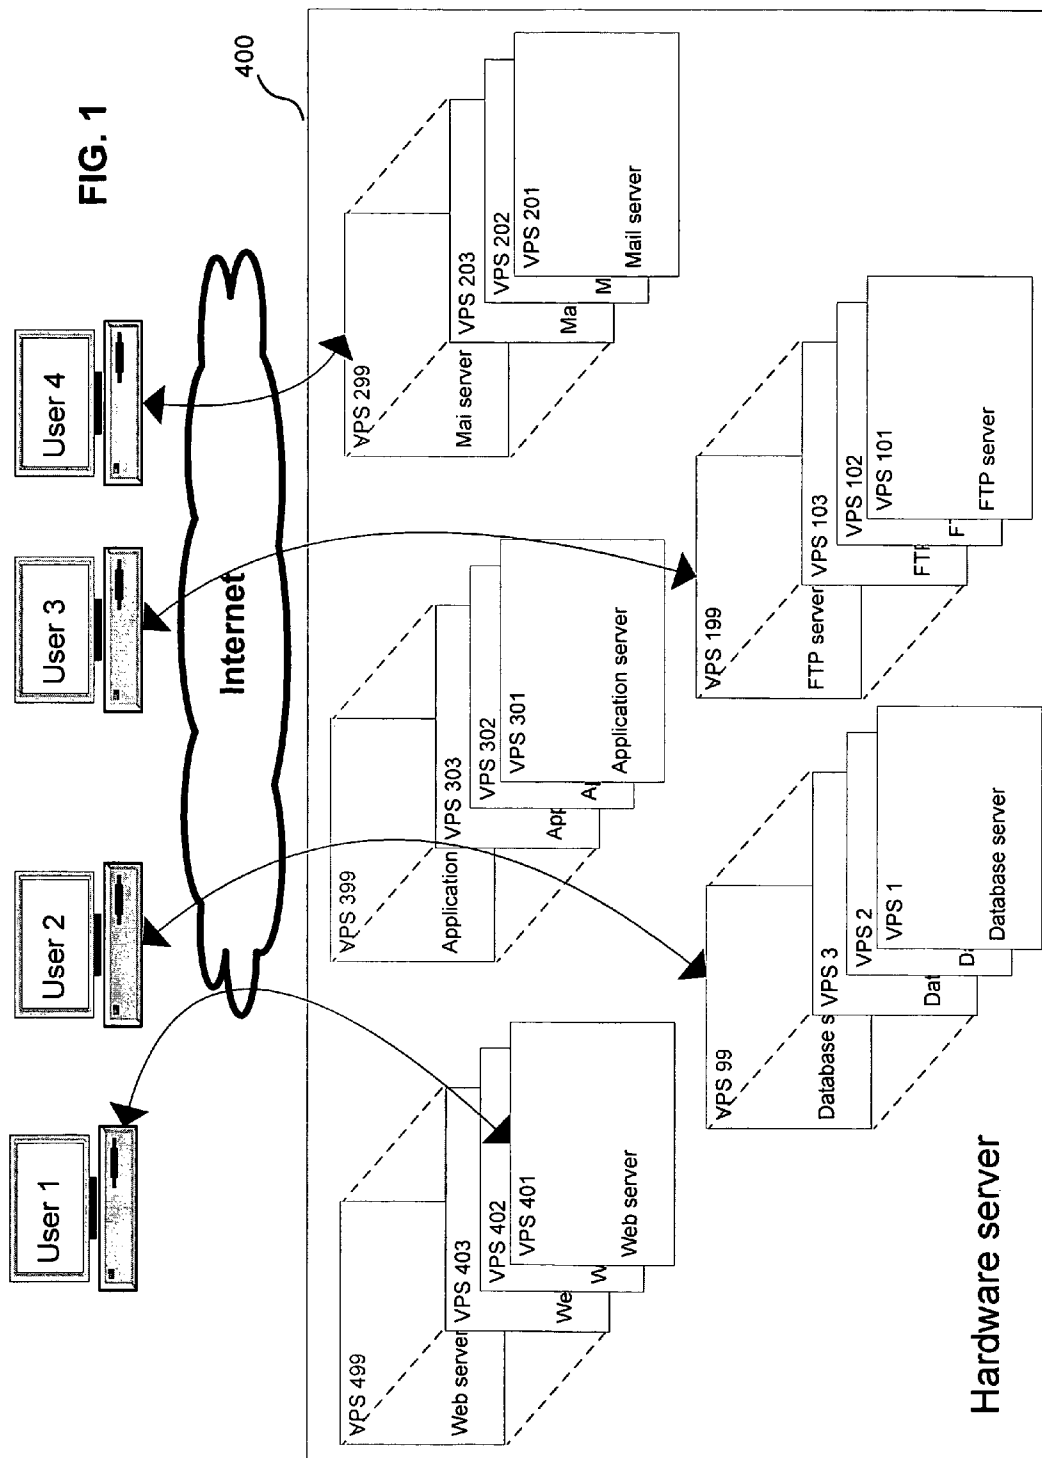 FIG. 1
User 1
User 2
User 3
User 4
Internet
400
VPS 499
Web server
VPS 403
We
VPS 402
W
VPS 401
Web server
VPS 399
Application
VPS 303
App
VPS 302
Ap
VPS 301
Application server
VPS 299
Mail server
VPS 203
Ma
VPS 202
M
VPS 201
Mail server
VPS 99
Database s
VPS 3
Dat
VPS 2
Da
VPS 1
Database server
VPS 199
FTP server
VPS 103
FTP
VPS 102
FT
VPS 101
FTP server
Hardware server